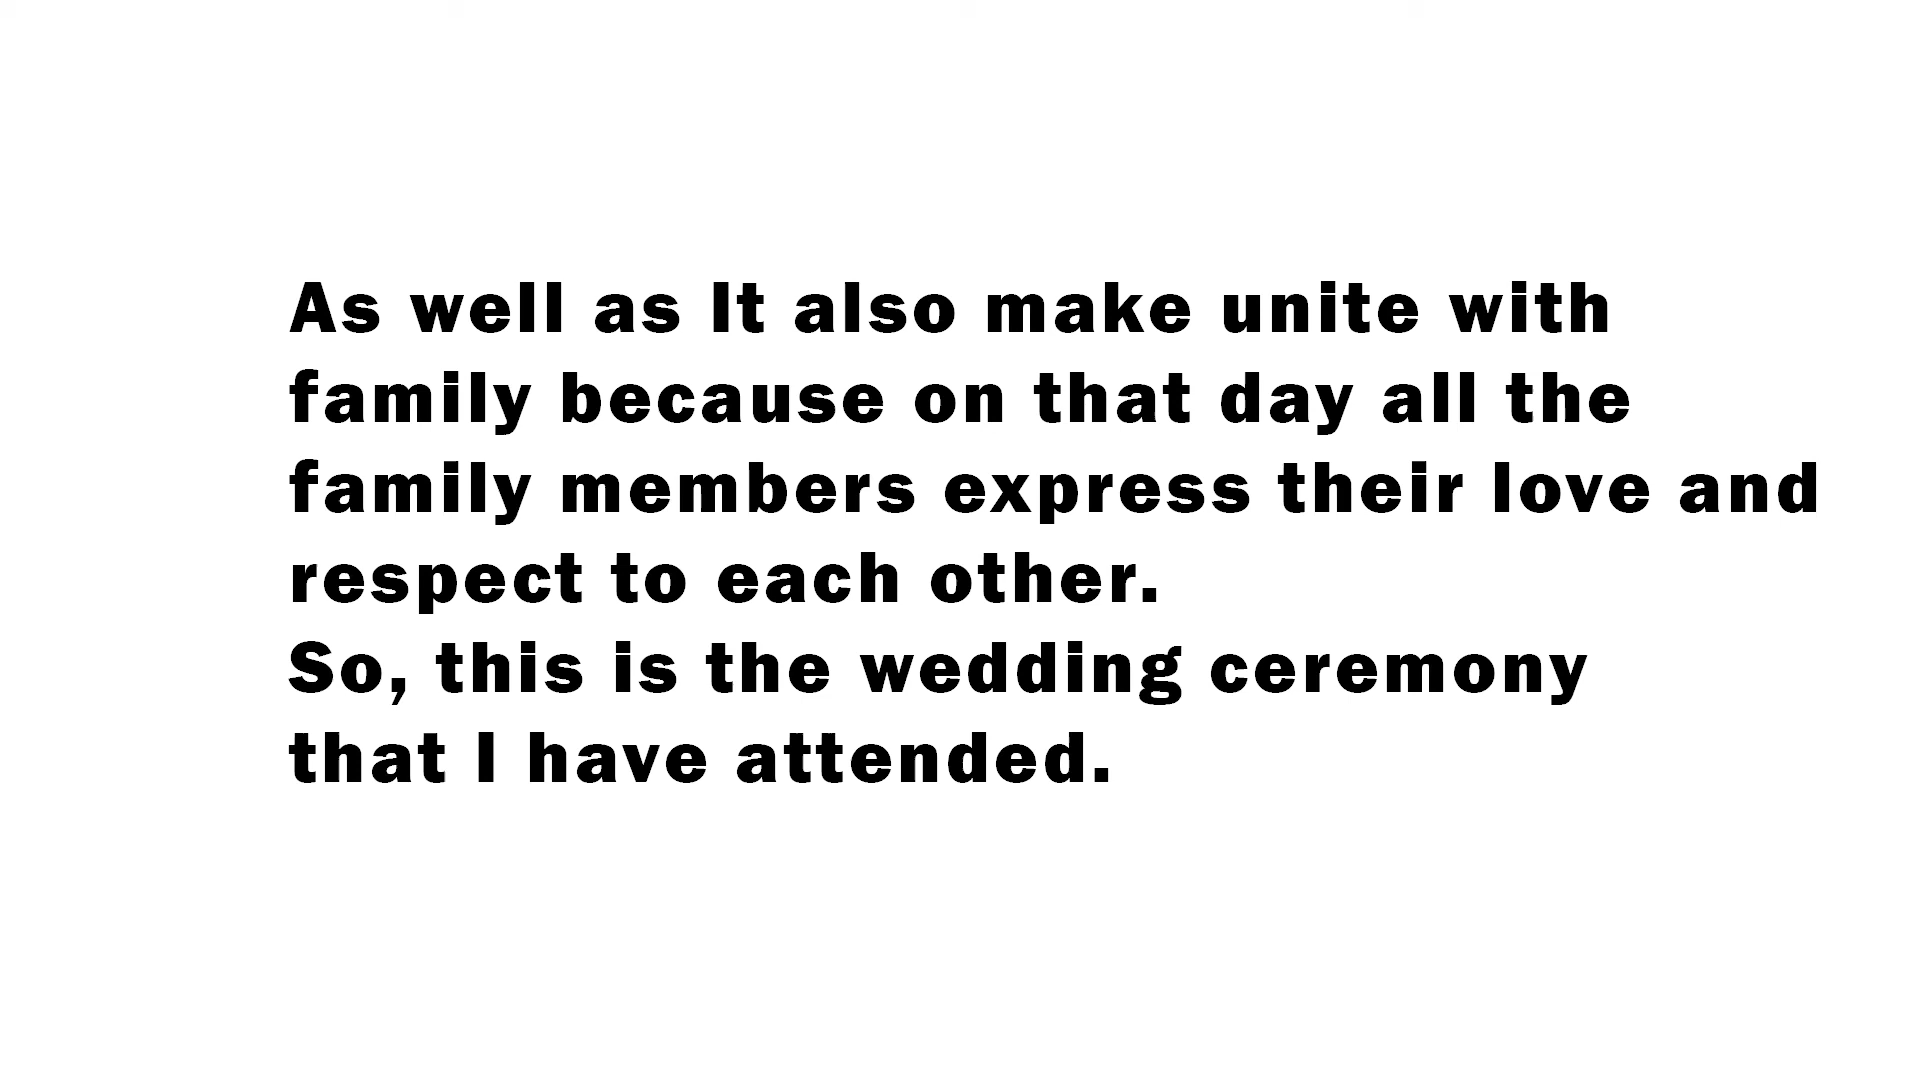 As well as It also make unite with
family because on that day all the
family members express their love and
respect to each other.
So, this is the wedding ceremony
that I have attended.